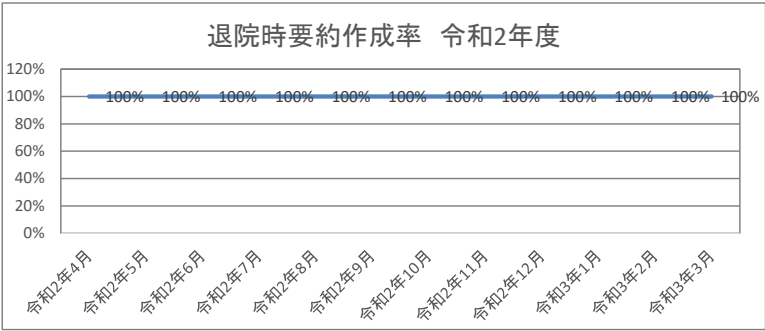 退院時要約作成率 令和2年度
120%
100%
80%
60%
40%
20%
0%
100% 100% 100% 100% 100% 100% 100% 100% 100% 100% 100% 100%
令和2年4月
令和2年5月
令和2年6月
令和2年7月
令和2年8月
令和2年9月
令和2年10月
令和2年11月
令和2年12月
令和3年1月
令和3年2月
令和3年3月